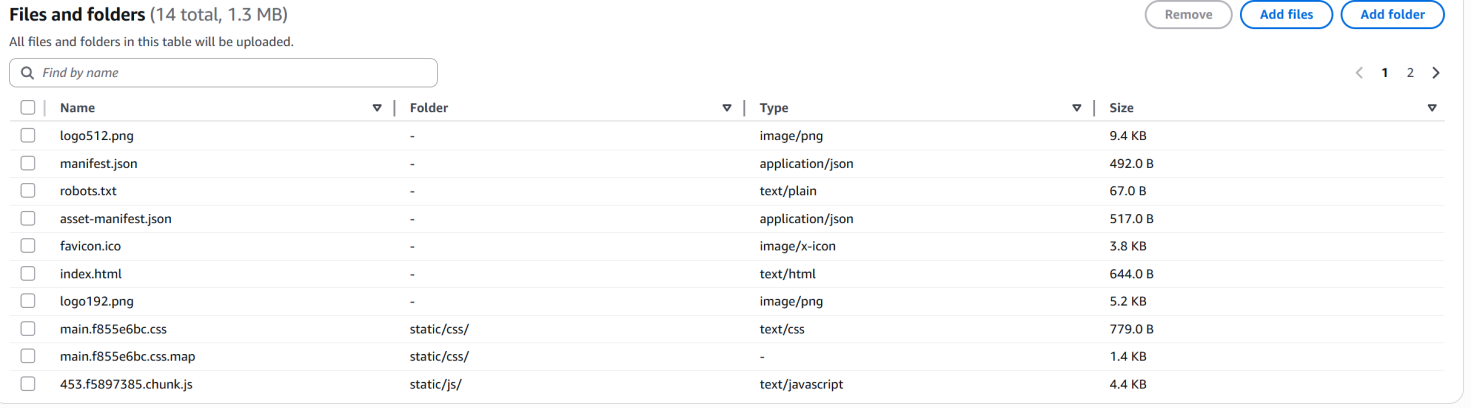 Files and folders (14 total, 1.3 MB) Remove Add files Add folder
All files and folders in this table will be uploaded.
Find by name 1 2
Name Folder Type Size
logo512.png - image/png 9.4 KB
manifest.json - application/json 492.0 B
robots.txt - text/plain 67.0 B
asset-manifest.json - application/json 517.0 B
favicon.ico - image/x-icon 3.8 KB
index.html - text/html 644.0 B
logo192.png - image/png 5.2 KB
main.f855e6bc.css static/css/ text/css 779.0 B
main.f855e6bc.css.map static/css/ - 1.4 KB
453.f5897385.chunk.js static/js/ text/javascript 4.4 KB